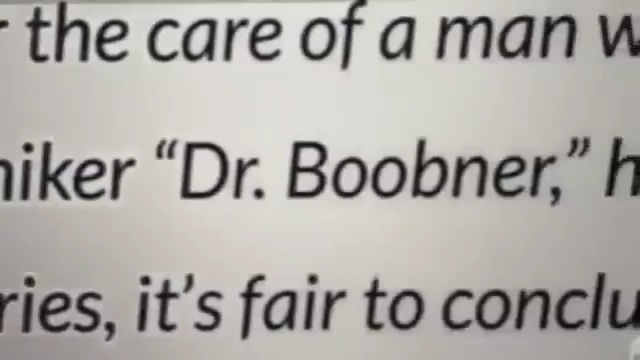 the care of a man w
niker “Dr. Boobner,” h
ries, it’s fair to conclu